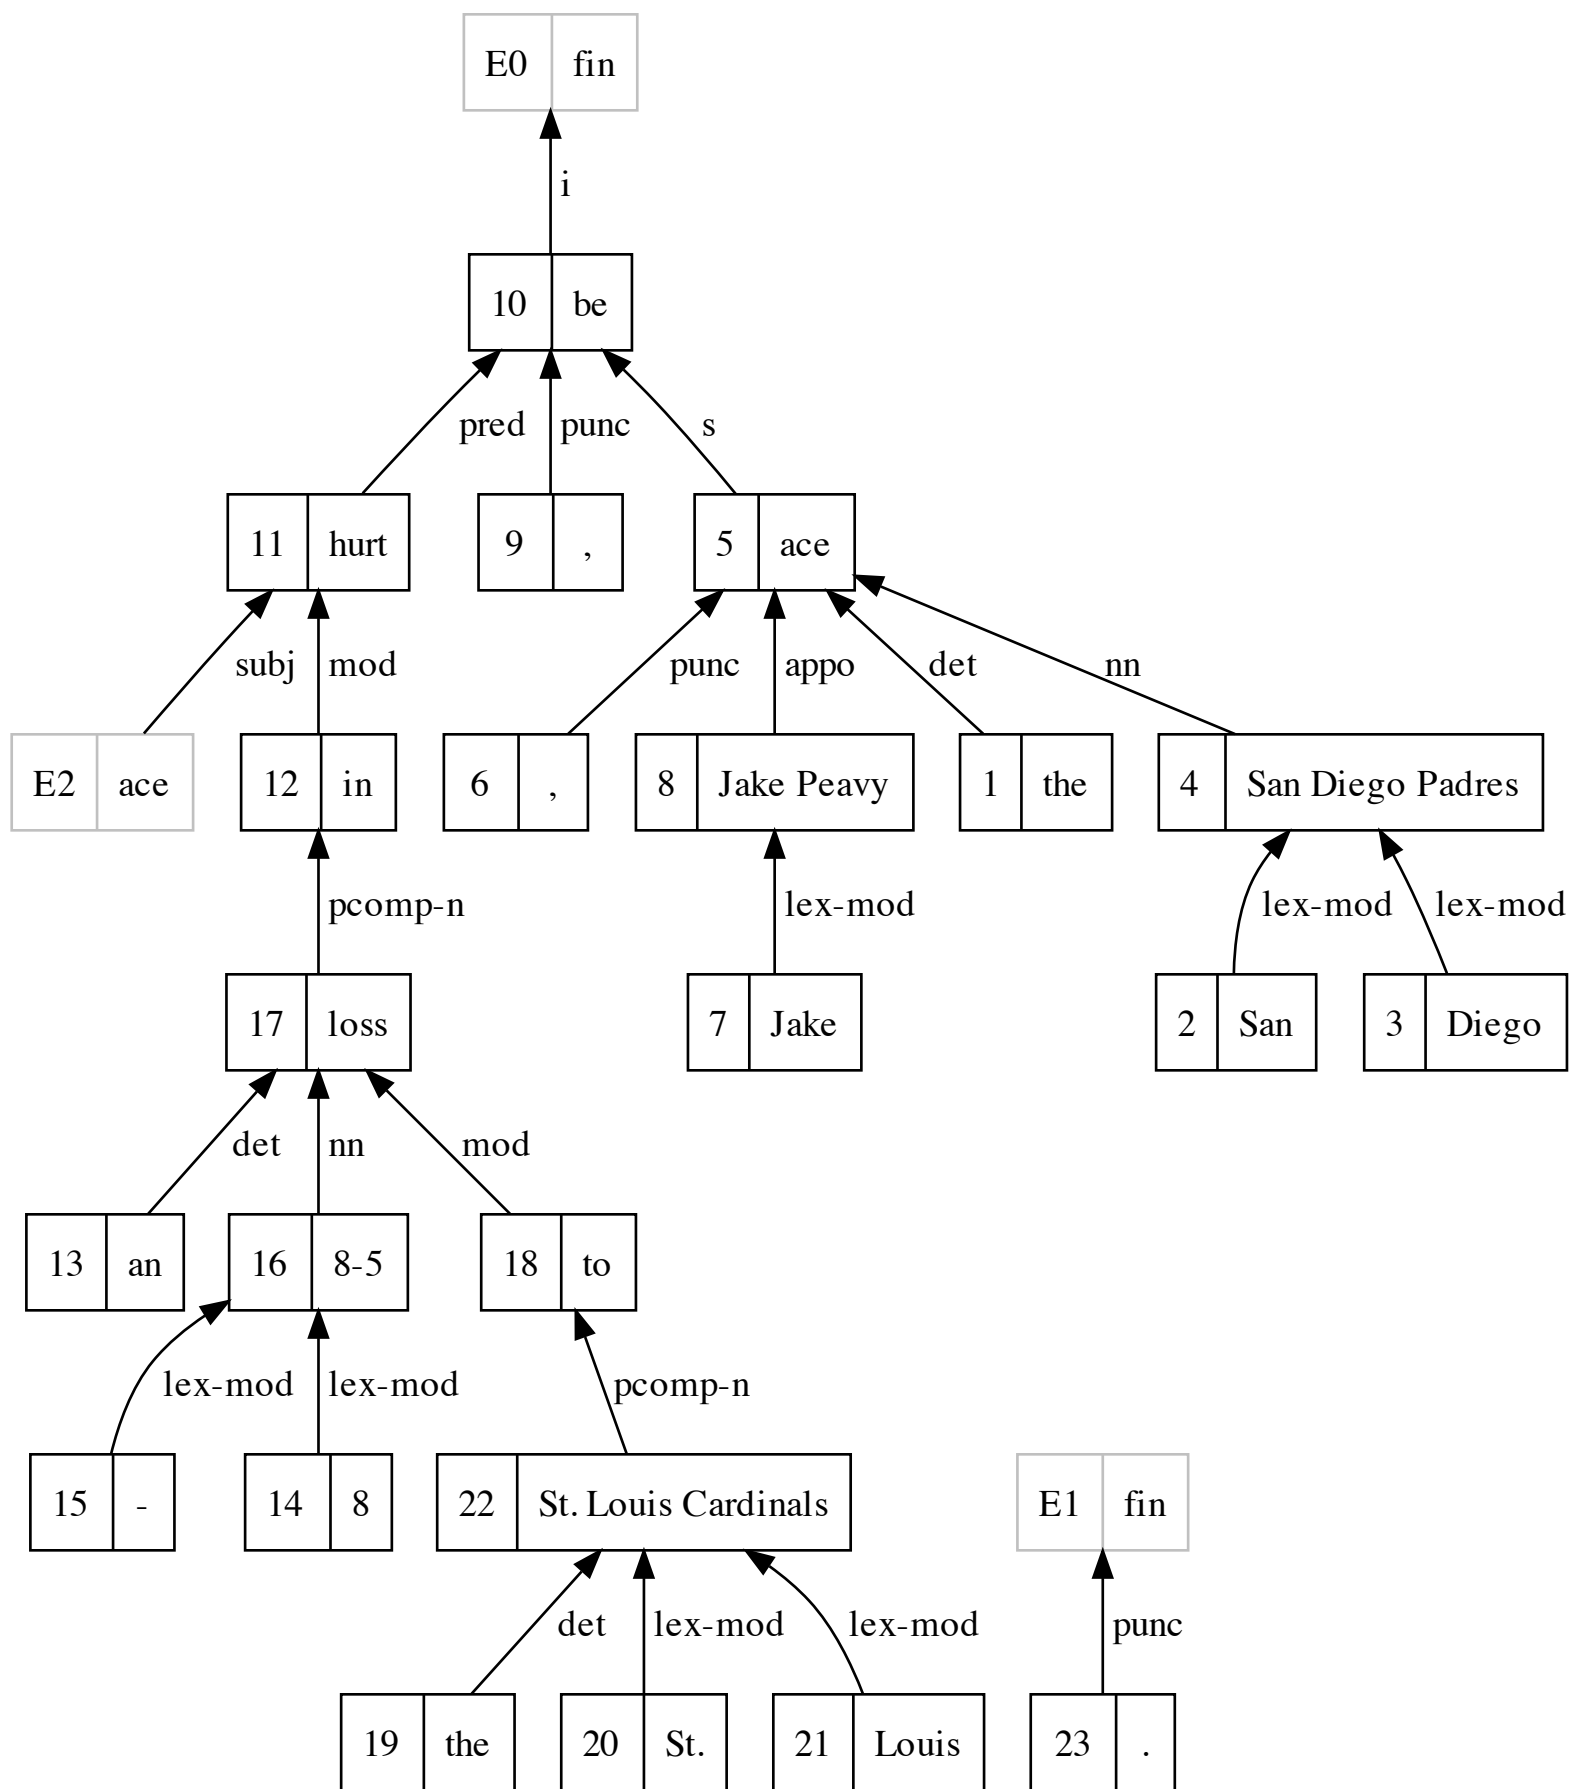 E0 fin
i
10 be
pred punc s
11 hurt 9 , 5 ace
subj mod punc appo det nn
E2 ace 12 in 6 , 8 Jake Peavy 1 the 4 San Diego Padres
pcomp-n lex-mod lex-mod lex-mod
17 loss 7 Jake 2 San 3 Diego
det nn mod
13 an 16 8-5 18 to
lex-mod lex-mod pcomp-n
15 - 14 8 22 St. Louis Cardinals E1 fin
det lex-mod lex-mod punc
19 the 20 St. 21 Louis 23 .